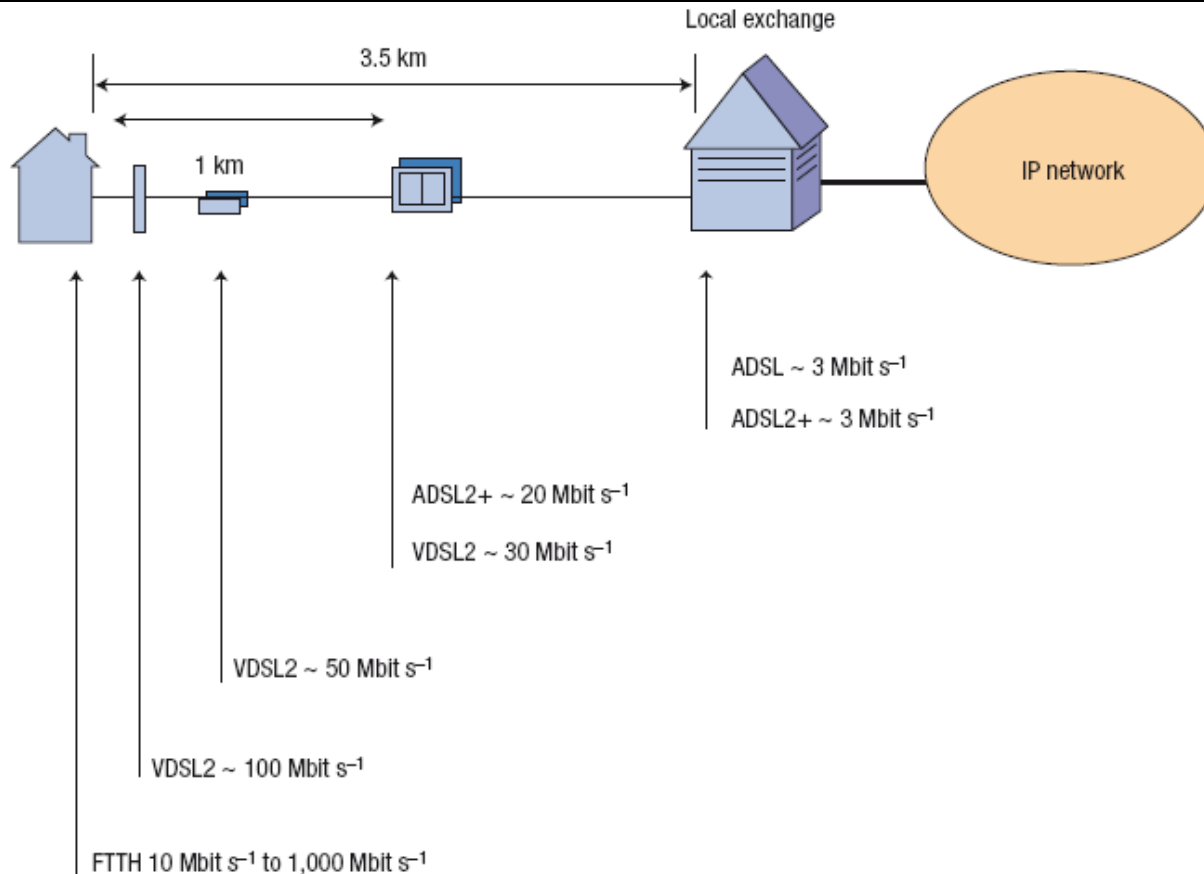 Local exchange
3.5 km
1 km
IP network
ADSL ~ 3 Mbit s⁻¹
ADSL2+ ~ 3 Mbit s⁻¹
ADSL2+ ~ 20 Mbit s⁻¹
VDSL2 ~ 30 Mbit s⁻¹
VDSL2 ~ 50 Mbit s⁻¹
VDSL2 ~ 100 Mbit s⁻¹
FTTH 10 Mbit s⁻¹ to 1,000 Mbit s⁻¹